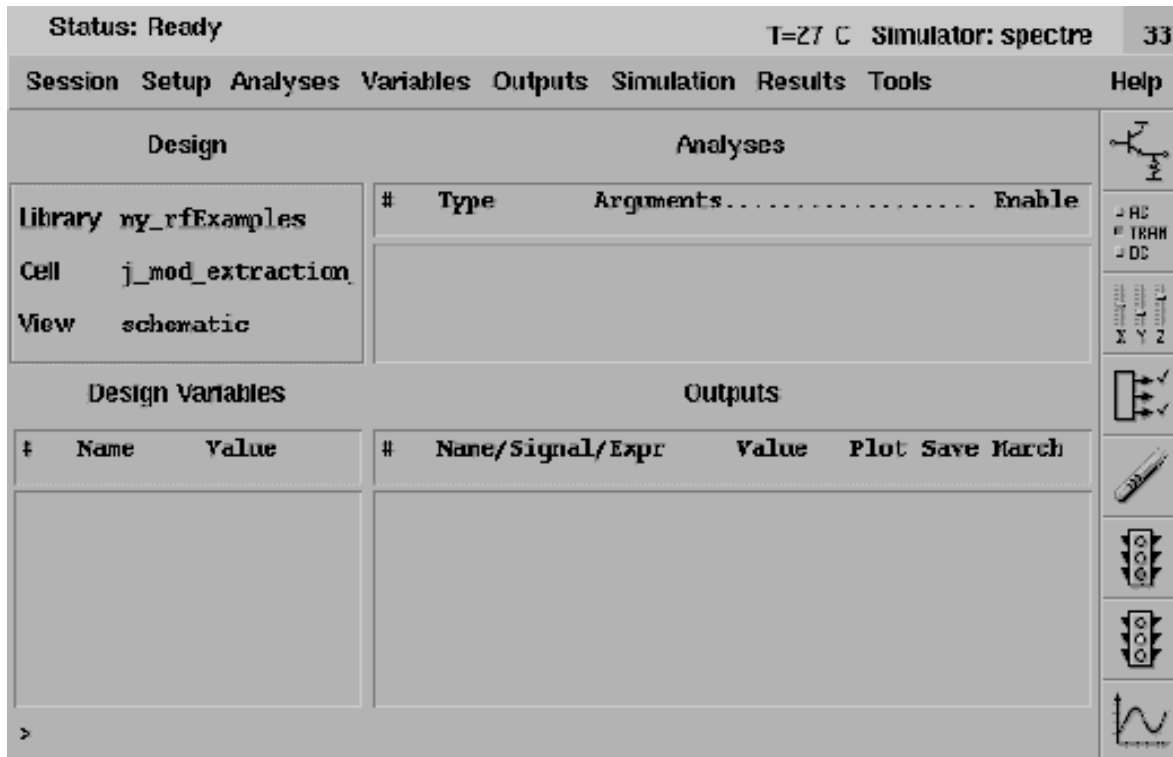 Status: Ready T=27 C Simulator: spectre 33
Session Setup Analyses Variables Outputs Simulation Results Tools Help
Design
Analyses
Library my_rfExamples
Cell j_mod_extraction_
View schematic
# Type Arguments.................. Enable
AC
TRAN
DC
X Y Z
Design Variables
Outputs
# Name Value
# Name/Signal/Expr Value Plot Save March
>